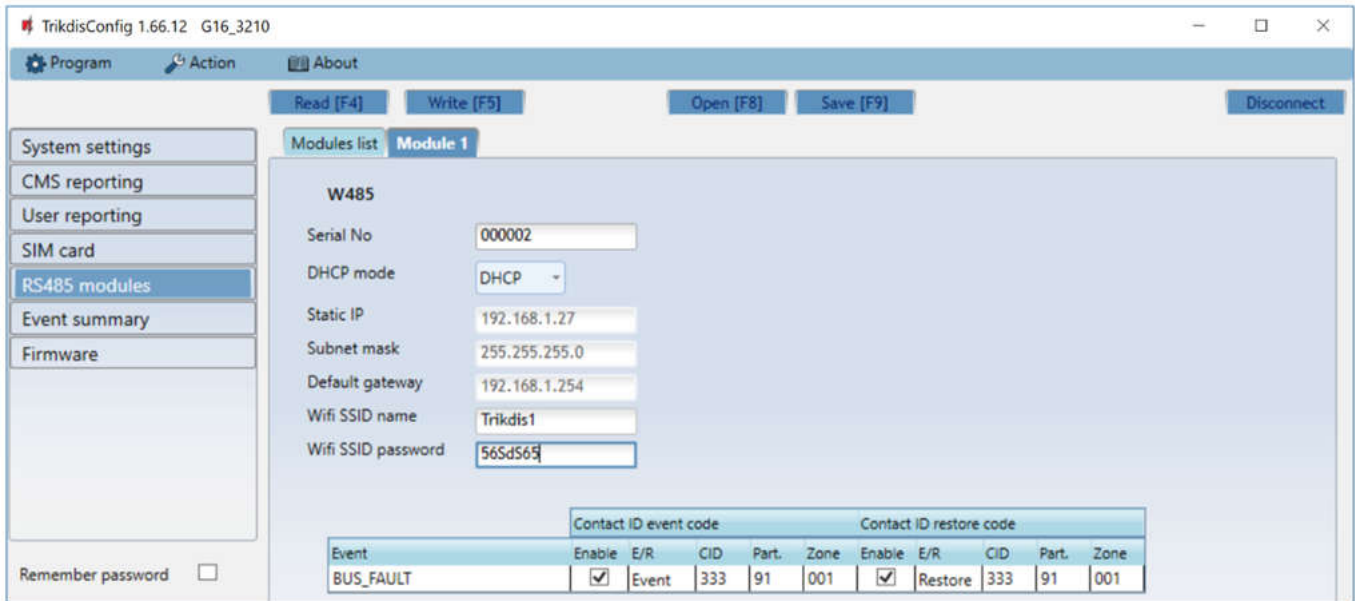 TrikdisConfig 1.66.12 G16_3210
Program Action About
Read [F4] Write [F5] Open [F8] Save [F9] Disconnect
System settings
CMS reporting
User reporting
SIM card
RS485 modules
Event summary
Firmware
Remember password
Modules list Module 1
W485
Serial No 000002
DHCP mode DHCP
Static IP 192.168.1.27
Subnet mask 255.255.255.0
Default gateway 192.168.1.254
Wifi SSID name Trikdis1
Wifi SSID password 56SdS65
Contact ID event code Contact ID restore code
Event Enable E/R CID Part. Zone Enable E/R CID Part. Zone
BUS_FAULT Event 333 91 001 Restore 333 91 001